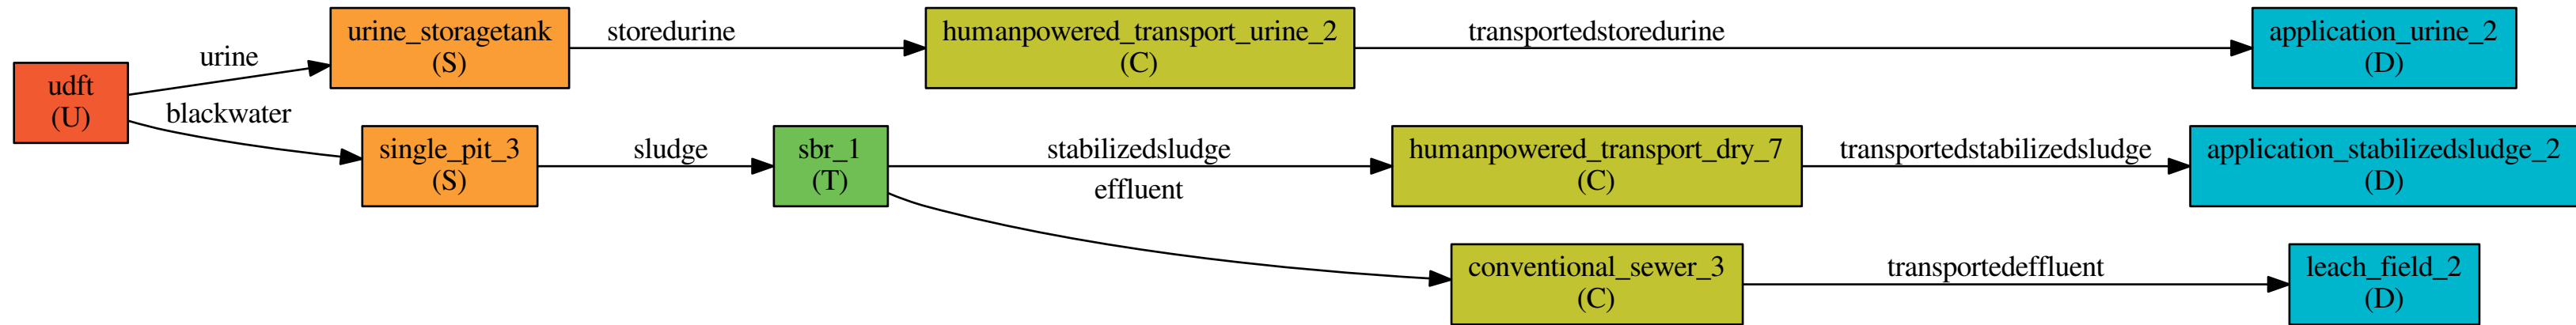 urine_storagetank
(S)
storedurine
humanpowered_transport_urine_2
(C)
transportedstoredurine
application_urine_2
(D)
urine
udft
(U)
blackwater
single_pit_3
(S)
sludge
sbr_1
(T)
stabilizedsludge
effluent
humanpowered_transport_dry_7
(C)
transportedstabilizedsludge
application_stabilizedsludge_2
(D)
conventional_sewer_3
(C)
transportedeffluent
leach_field_2
(D)